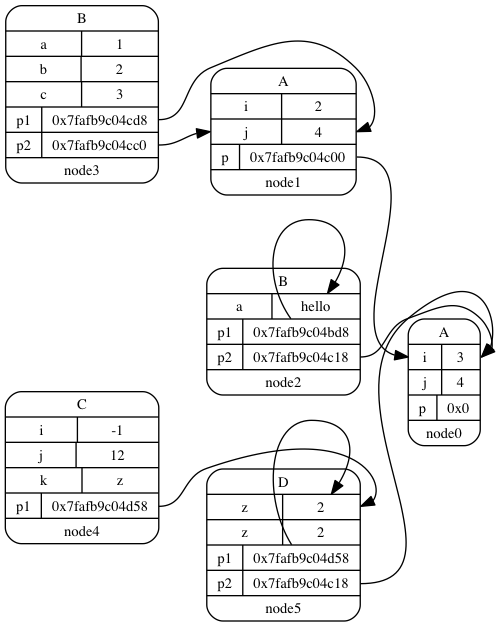 B
a 1
b 2
c 3
p1 0x7fafb9c04cd8
p2 0x7fafb9c04cc0
node3
A
i 2
j 4
p 0x7fafb9c04c00
node1
B
a hello
p1 0x7fafb9c04bd8
p2 0x7fafb9c04c18
node2
A
i 3
j 4
p 0x0
node0
C
i -1
j 12
k z
p1 0x7fafb9c04d58
node4
D
z 2
z 2
p1 0x7fafb9c04d58
p2 0x7fafb9c04c18
node5